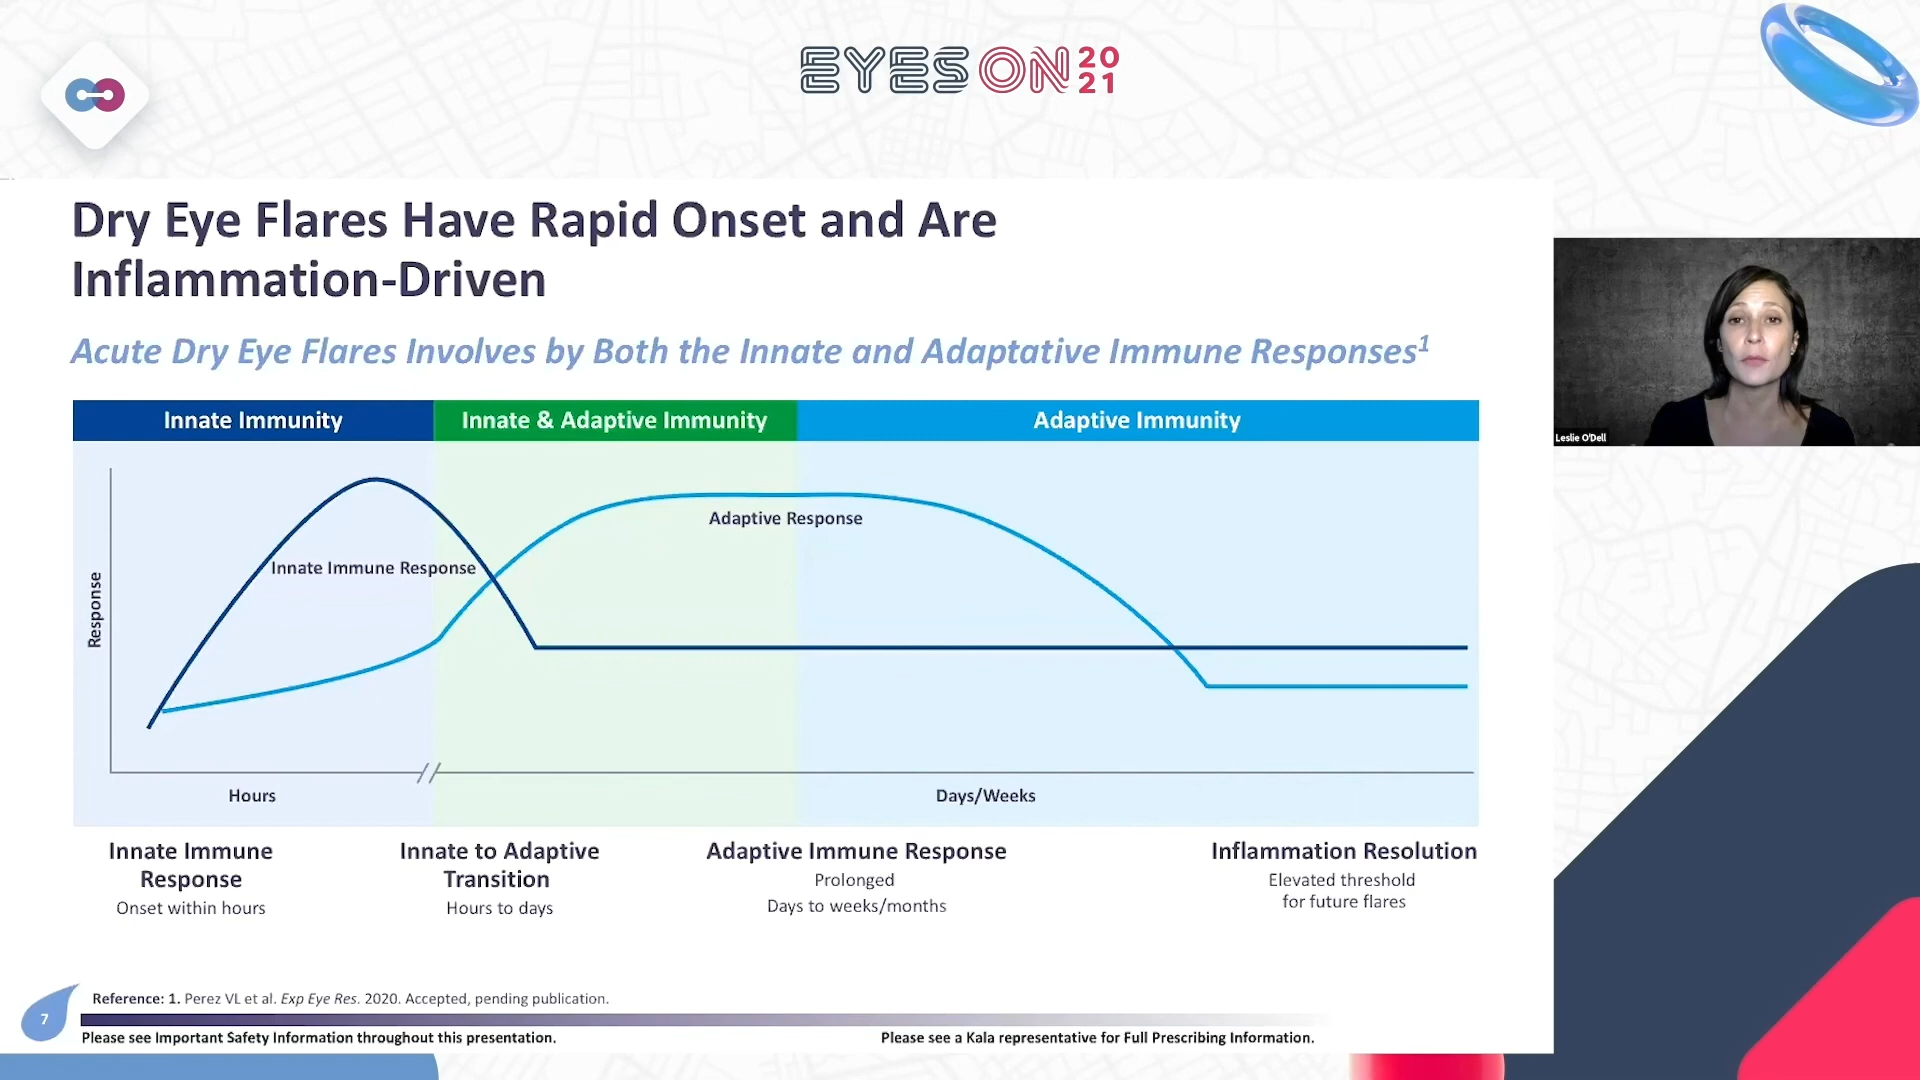 EYES ON 2021
Dry Eye Flares Have Rapid Onset and Are
Inflammation-Driven
Acute Dry Eye Flares Involves by Both the Innate and Adaptative Immune Responses1
Innate Immunity
Innate & Adaptive Immunity
Adaptive Immunity
Adaptive Response
Innate Immune Response
Response
Hours
Days/Weeks
Innate Immune
Response
Onset within hours
Innate to Adaptive
Transition
Hours to days
Adaptive Immune Response
Prolonged
Days to weeks/months
Inflammation Resolution
Elevated threshold
for future flares
Leslie O'Dell
Reference: 1. Perez VL et al. Exp Eye Res. 2020. Accepted, pending publication.
7
Please see Important Safety Information throughout this presentation.
Please see a Kala representative for Full Prescribing Information.